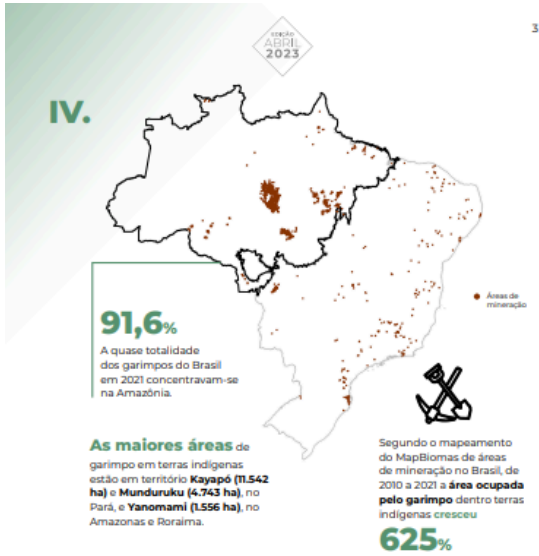 3
EDIÇÃO
ABRIL
2023
IV.
Áreas de
mineração
91,6%
A quase totalidade
dos garimpos do Brasil
em 2021 concentravam-se
na Amazônia.
As maiores áreas de
garimpo em terras indígenas
estão em território Kayapó (11.542
ha) e Munduruku (4.743 ha), no
Pará, e Yanomami (1.556 ha), no
Amazonas e Roraima.
Segundo o mapeamento
do MapBiomas de áreas
de mineração no Brasil, de
2010 a 2021 a área ocupada
pelo garimpo dentro terras
indígenas cresceu
625%